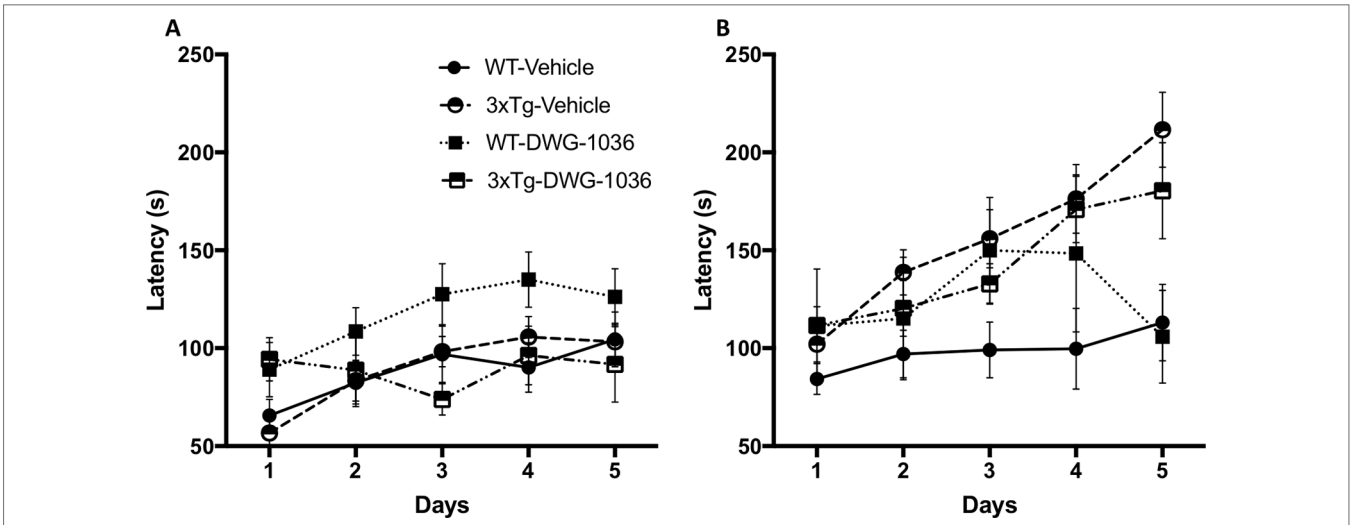 A
250
200
150
100
50
Latency (s)
WT-Vehicle
3xTg-Vehicle
WT-DWG-1036
3xTg-DWG-1036
1 2 3 4 5
Days
B
250
200
150
100
50
Latency (s)
1 2 3 4 5
Days